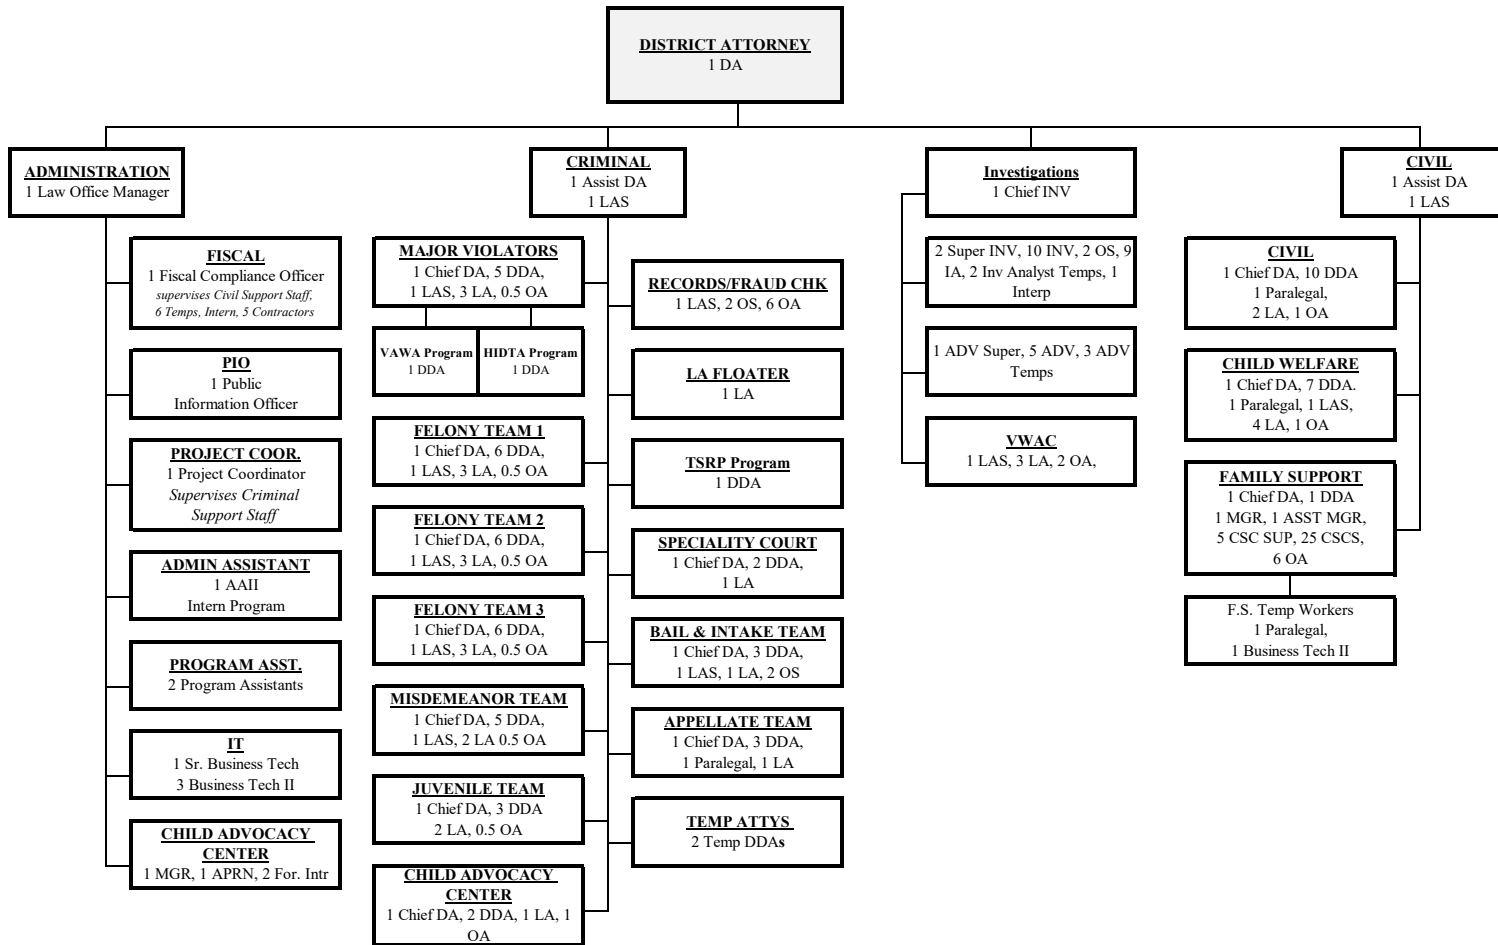 DISTRICT ATTORNEY
1 DA
ADMINISTRATION
1 Law Office Manager
CRIMINAL
1 Assist DA
1 LAS
Investigations
1 Chief INV
CIVIL
1 Assist DA
1 LAS
FISCAL
1 Fiscal Compliance Officer
supervises Civil Support Staff,
6 Temps, Intern, 5 Contractors
PIO
1 Public
Information Officer
PROJECT COOR.
1 Project Coordinator
Supervises Criminal
Support Staff
ADMIN ASSISTANT
1 AAII
Intern Program
PROGRAM ASST.
2 Program Assistants
IT
1 Sr. Business Tech
3 Business Tech II
CHILD ADVOCACY
CENTER
1 MGR, 1 APRN, 2 For. Intr
MAJOR VIOLATORS
1 Chief DA, 5 DDA,
1 LAS, 3 LA, 0.5 OA
VAWA Program
1 DDA
HIDTA Program
1 DDA
FELONY TEAM 1
1 Chief DA, 6 DDA,
1 LAS, 3 LA, 0.5 OA
FELONY TEAM 2
1 Chief DA, 6 DDA,
1 LAS, 3 LA, 0.5 OA
FELONY TEAM 3
1 Chief DA, 6 DDA,
1 LAS, 3 LA, 0.5 OA
MISDEMEANOR TEAM
1 Chief DA, 5 DDA,
1 LAS, 2 LA 0.5 OA
JUVENILE TEAM
1 Chief DA, 3 DDA
2 LA, 0.5 OA
CHILD ADVOCACY
CENTER
1 Chief DA, 2 DDA, 1 LA, 1
OA
RECORDS/FRAUD CHK
1 LAS, 2 OS, 6 OA
LA FLOATER
1 LA
TSRP Program
1 DDA
SPECIALITY COURT
1 Chief DA, 2 DDA,
1 LA
BAIL & INTAKE TEAM
1 Chief DA, 3 DDA,
1 LAS, 1 LA, 2 OS
APPELLATE TEAM
1 Chief DA, 3 DDA,
1 Paralegal, 1 LA
TEMP ATTYS
2 Temp DDAs
2 Super INV, 10 INV, 2 OS, 9
IA, 2 Inv Analyst Temps, 1
Interp
1 ADV Super, 5 ADV, 3 ADV
Temps
VWAC
1 LAS, 3 LA, 2 OA,
CIVIL
1 Chief DA, 10 DDA
1 Paralegal,
2 LA, 1 OA
CHILD WELFARE
1 Chief DA, 7 DDA.
1 Paralegal, 1 LAS,
4 LA, 1 OA
FAMILY SUPPORT
1 Chief DA, 1 DDA
1 MGR, 1 ASST MGR,
5 CSC SUP, 25 CSCS,
6 OA
F.S. Temp Workers
1 Paralegal,
1 Business Tech II